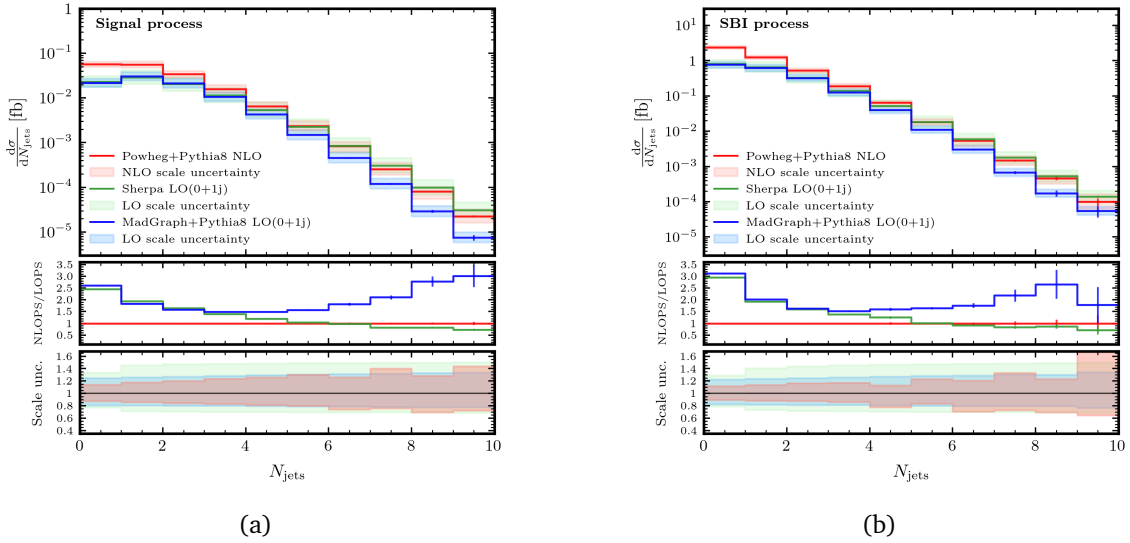 Signal process
1
10⁻¹
10⁻²
10⁻³
10⁻⁴
10⁻⁵
dσ/dN_jets [fb]
Powheg+Pythia8 NLO
NLO scale uncertainty
Sherpa LO(0+1j)
LO scale uncertainty
MadGraph+Pythia8 LO(0+1j)
LO scale uncertainty
NLOPS/LOPS
3.5
3.0
2.5
2.0
1.5
1
0.5
Scale unc.
1.6
1.4
1.2
1.0
0.8
0.6
0.4
0 2 4 6 8 10
N_jets
(a)
SBI process
10¹
1
10⁻¹
10⁻²
10⁻³
10⁻⁴
10⁻⁵
dσ/dN_jets [fb]
Powheg+Pythia8 NLO
NLO scale uncertainty
Sherpa LO(0+1j)
LO scale uncertainty
MadGraph+Pythia8 LO(0+1j)
LO scale uncertainty
NLOPS/LOPS
3.5
3.0
2.5
2.0
1.5
1
0.5
Scale unc.
1.6
1.4
1.2
1.0
0.8
0.6
0.4
0 2 4 6 8 10
N_jets
(b)